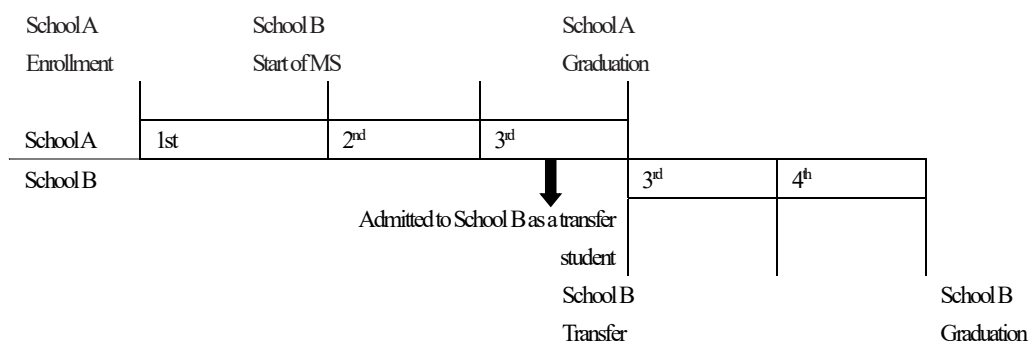 School A School B School A
Enrollment Start of MS Graduation
School A 1st 2nd 3rd
School B 3rd 4th
Admitted to School B as a transfer
student
School B School B
Transfer Graduation